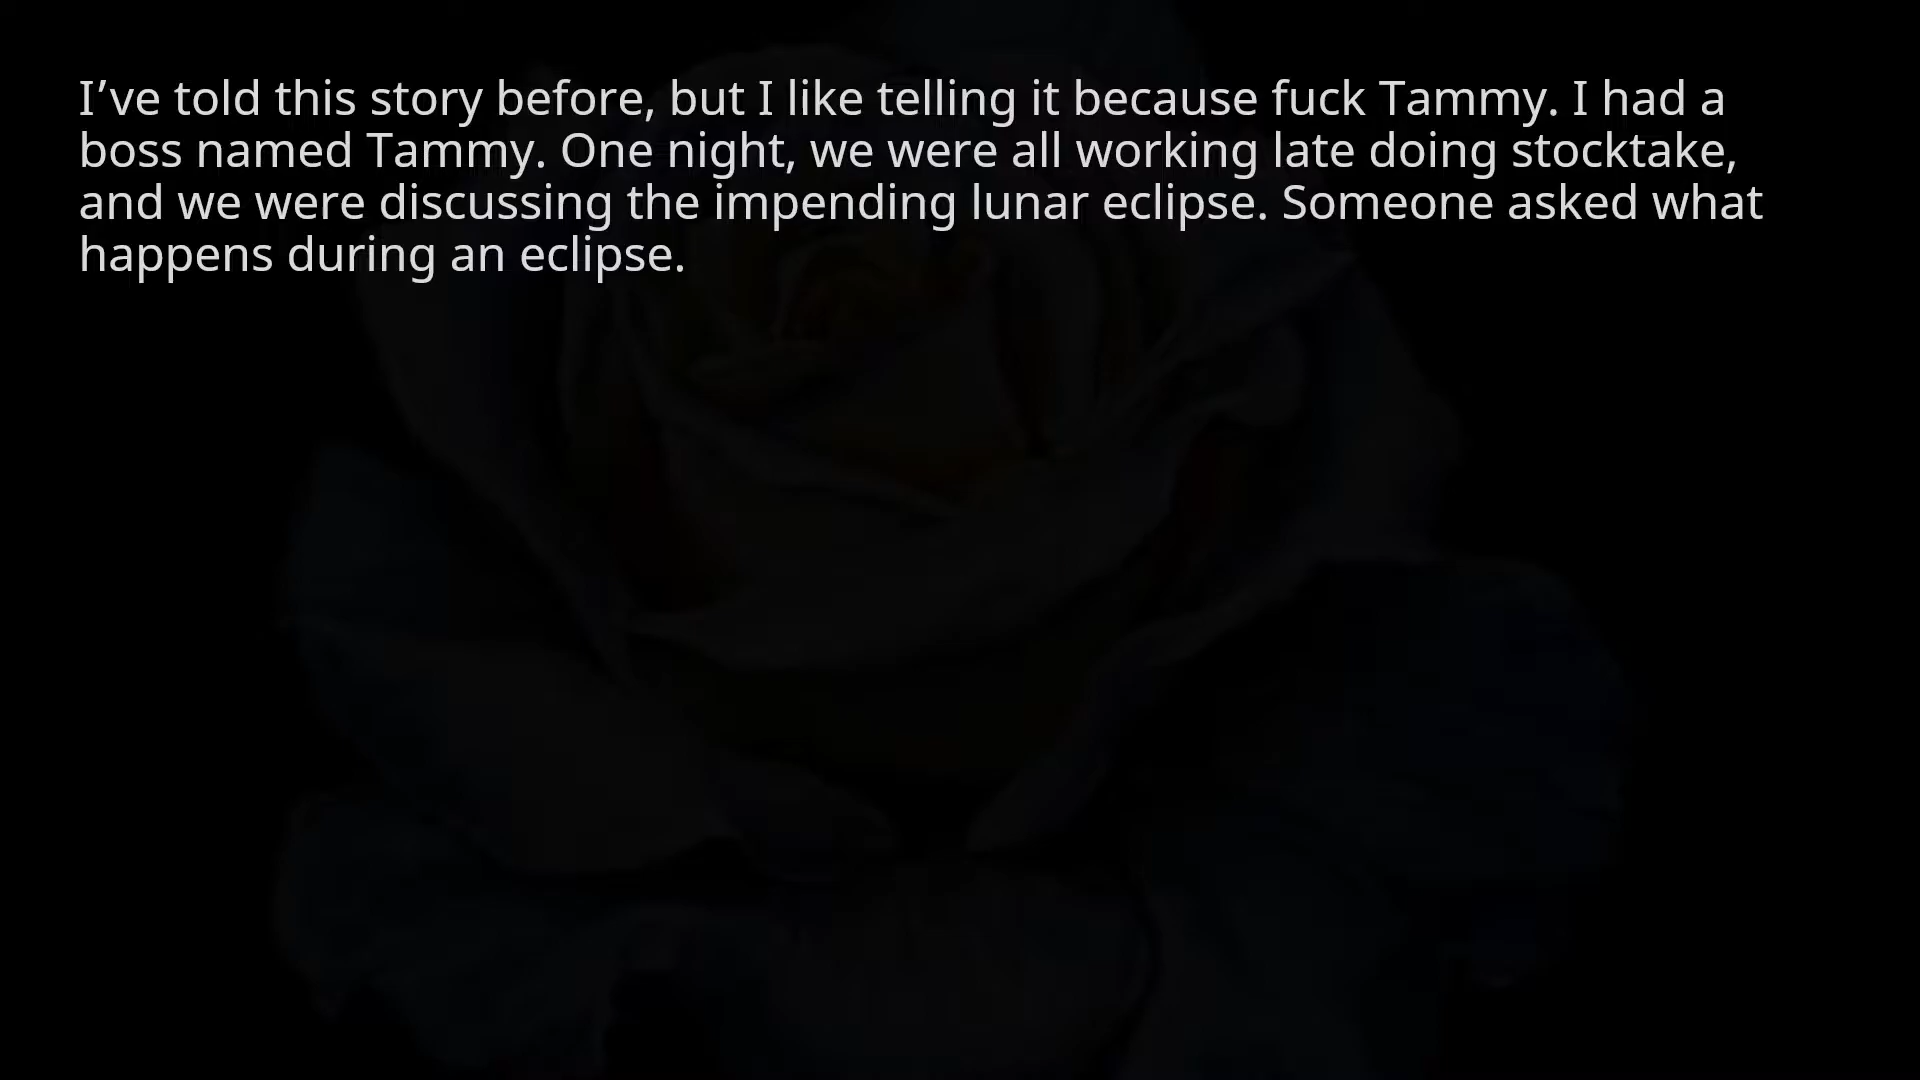 I’ve told this story before, but I like telling it because fuck Tammy. I had a
boss named Tammy. One night, we were all working late doing stocktake,
and we were discussing the impending lunar eclipse. Someone asked what
happens during an eclipse.